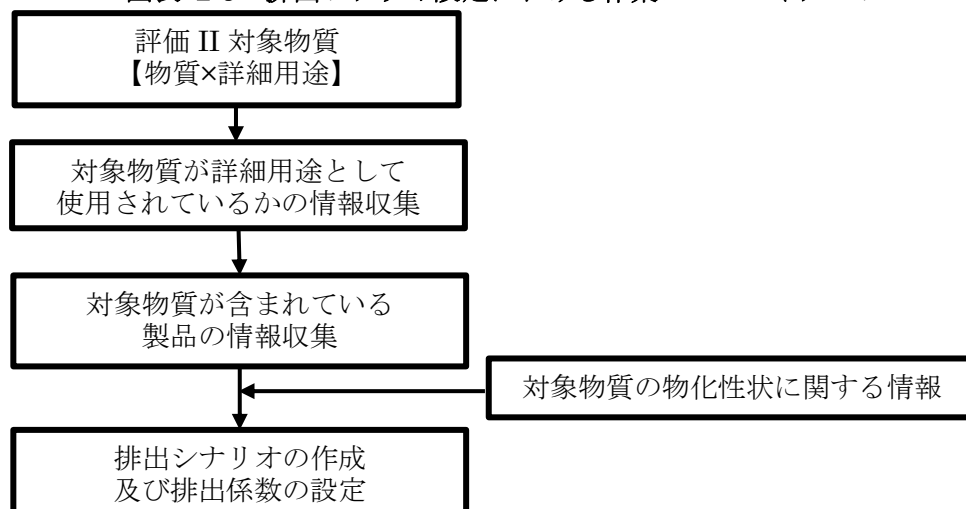 評価 II 対象物質
【物質×詳細用途】
対象物質が詳細用途として
使用されているかの情報収集
対象物質が含まれている
製品の情報収集
対象物質の物化性状に関する情報
排出シナリオの作成
及び排出係数の設定